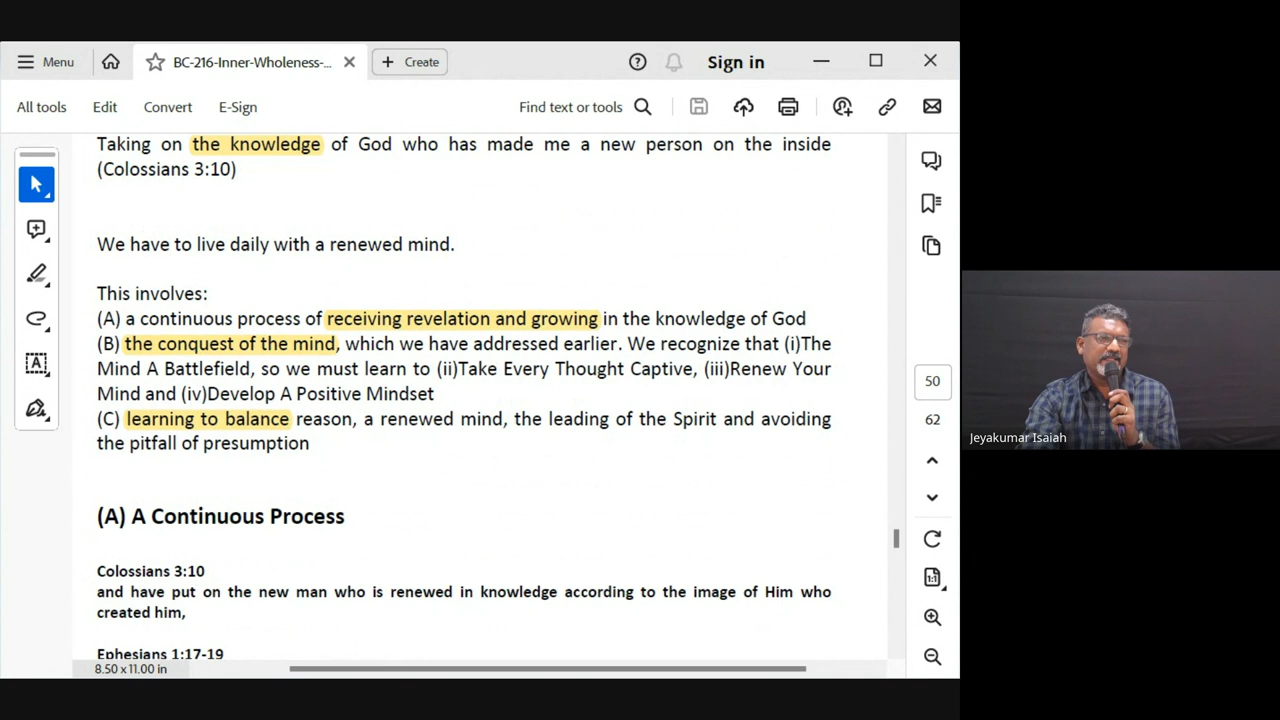 Menu
BC-216-Inner-Wholeness-...
Create
Sign in
All tools
Edit
Convert
E-Sign
Find text or tools
Taking on the knowledge of God who has made me a new person on the inside
(Colossians 3:10)
We have to live daily with a renewed mind.
This involves:
(A) a continuous process of receiving revelation and growing in the knowledge of God
(B) the conquest of the mind, which we have addressed earlier. We recognize that (i)The
Mind A Battlefield, so we must learn to (ii)Take Every Thought Captive, (iii)Renew Your
Mind and (iv)Develop A Positive Mindset
(C) learning to balance reason, a renewed mind, the leading of the Spirit and avoiding
the pitfall of presumption
(A) A Continuous Process
Colossians 3:10
and have put on the new man who is renewed in knowledge according to the image of Him who
created him,
Ephesians 1:17-19
8.50 x 11.00 in
50
62
1:1
Jeyakumar Isaiah